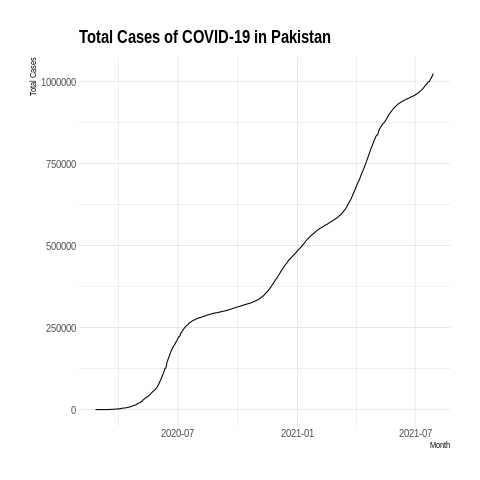 Total Cases of COVID-19 in Pakistan
Total Cases
1000000
750000
500000
250000
0
2020-07
2021-01
2021-07
Month